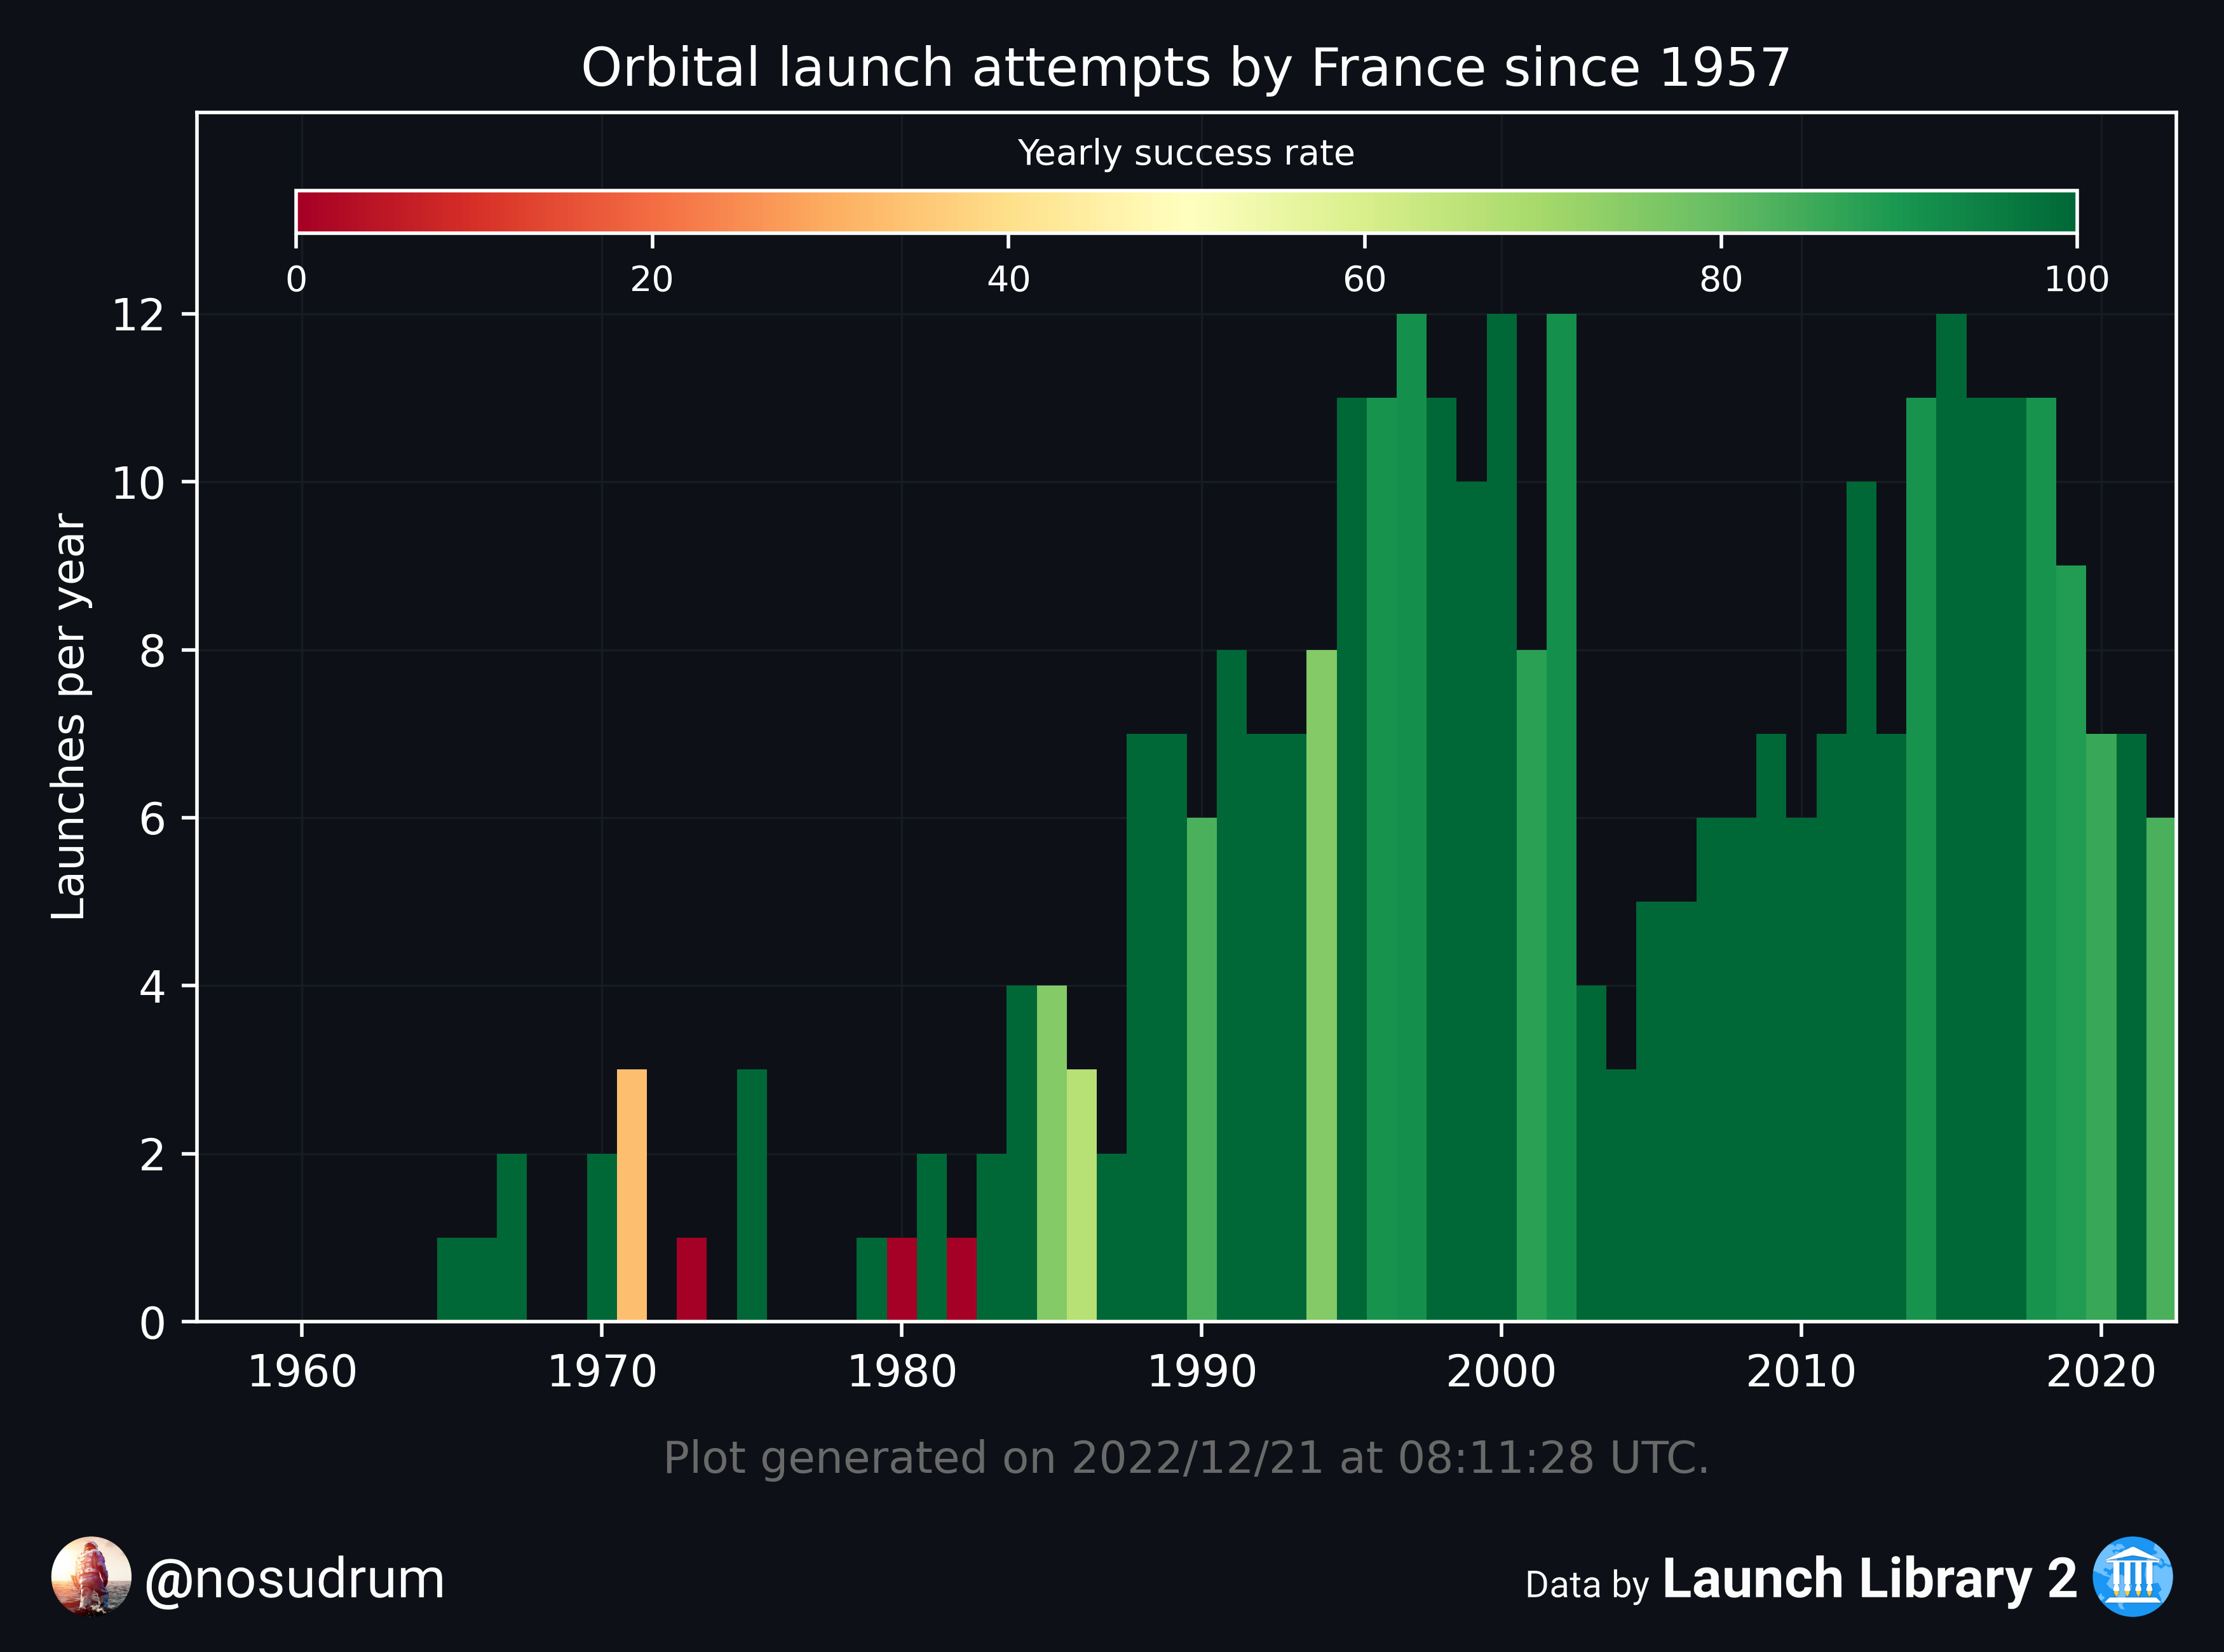 Orbital launch attempts by France since 1957
Yearly success rate
0 20 40 60 80 100
Launches per year
12
10
8
6
4
2
0
1960 1970 1980 1990 2000 2010 2020
Plot generated on 2022/12/21 at 08:11:28 UTC.
@nosudrum
Data by Launch Library 2